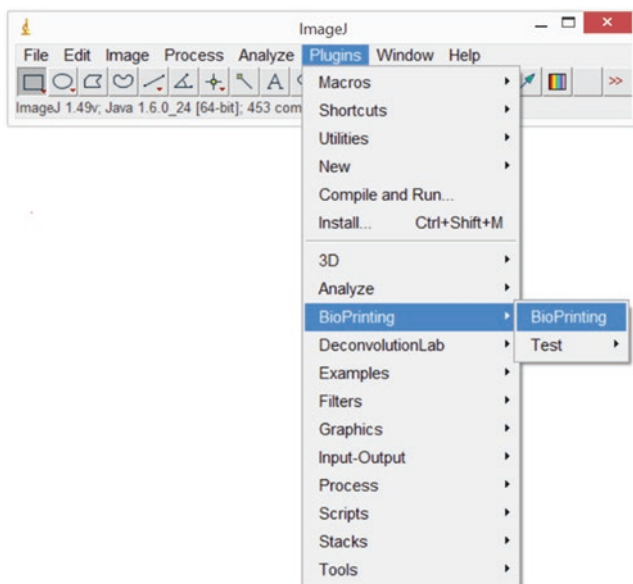 ImageJ
File Edit Image Process Analyze Plugins Window Help
ImageJ 1.49v; Java 1.6.0_24 [64-bit]; 453 com
Macros
Shortcuts
Utilities
New
Compile and Run...
Install... Ctrl+Shift+M
3D
Analyze
BioPrinting
BioPrinting
DeconvolutionLab
Test
Examples
Filters
Graphics
Input-Output
Process
Scripts
Stacks
Tools